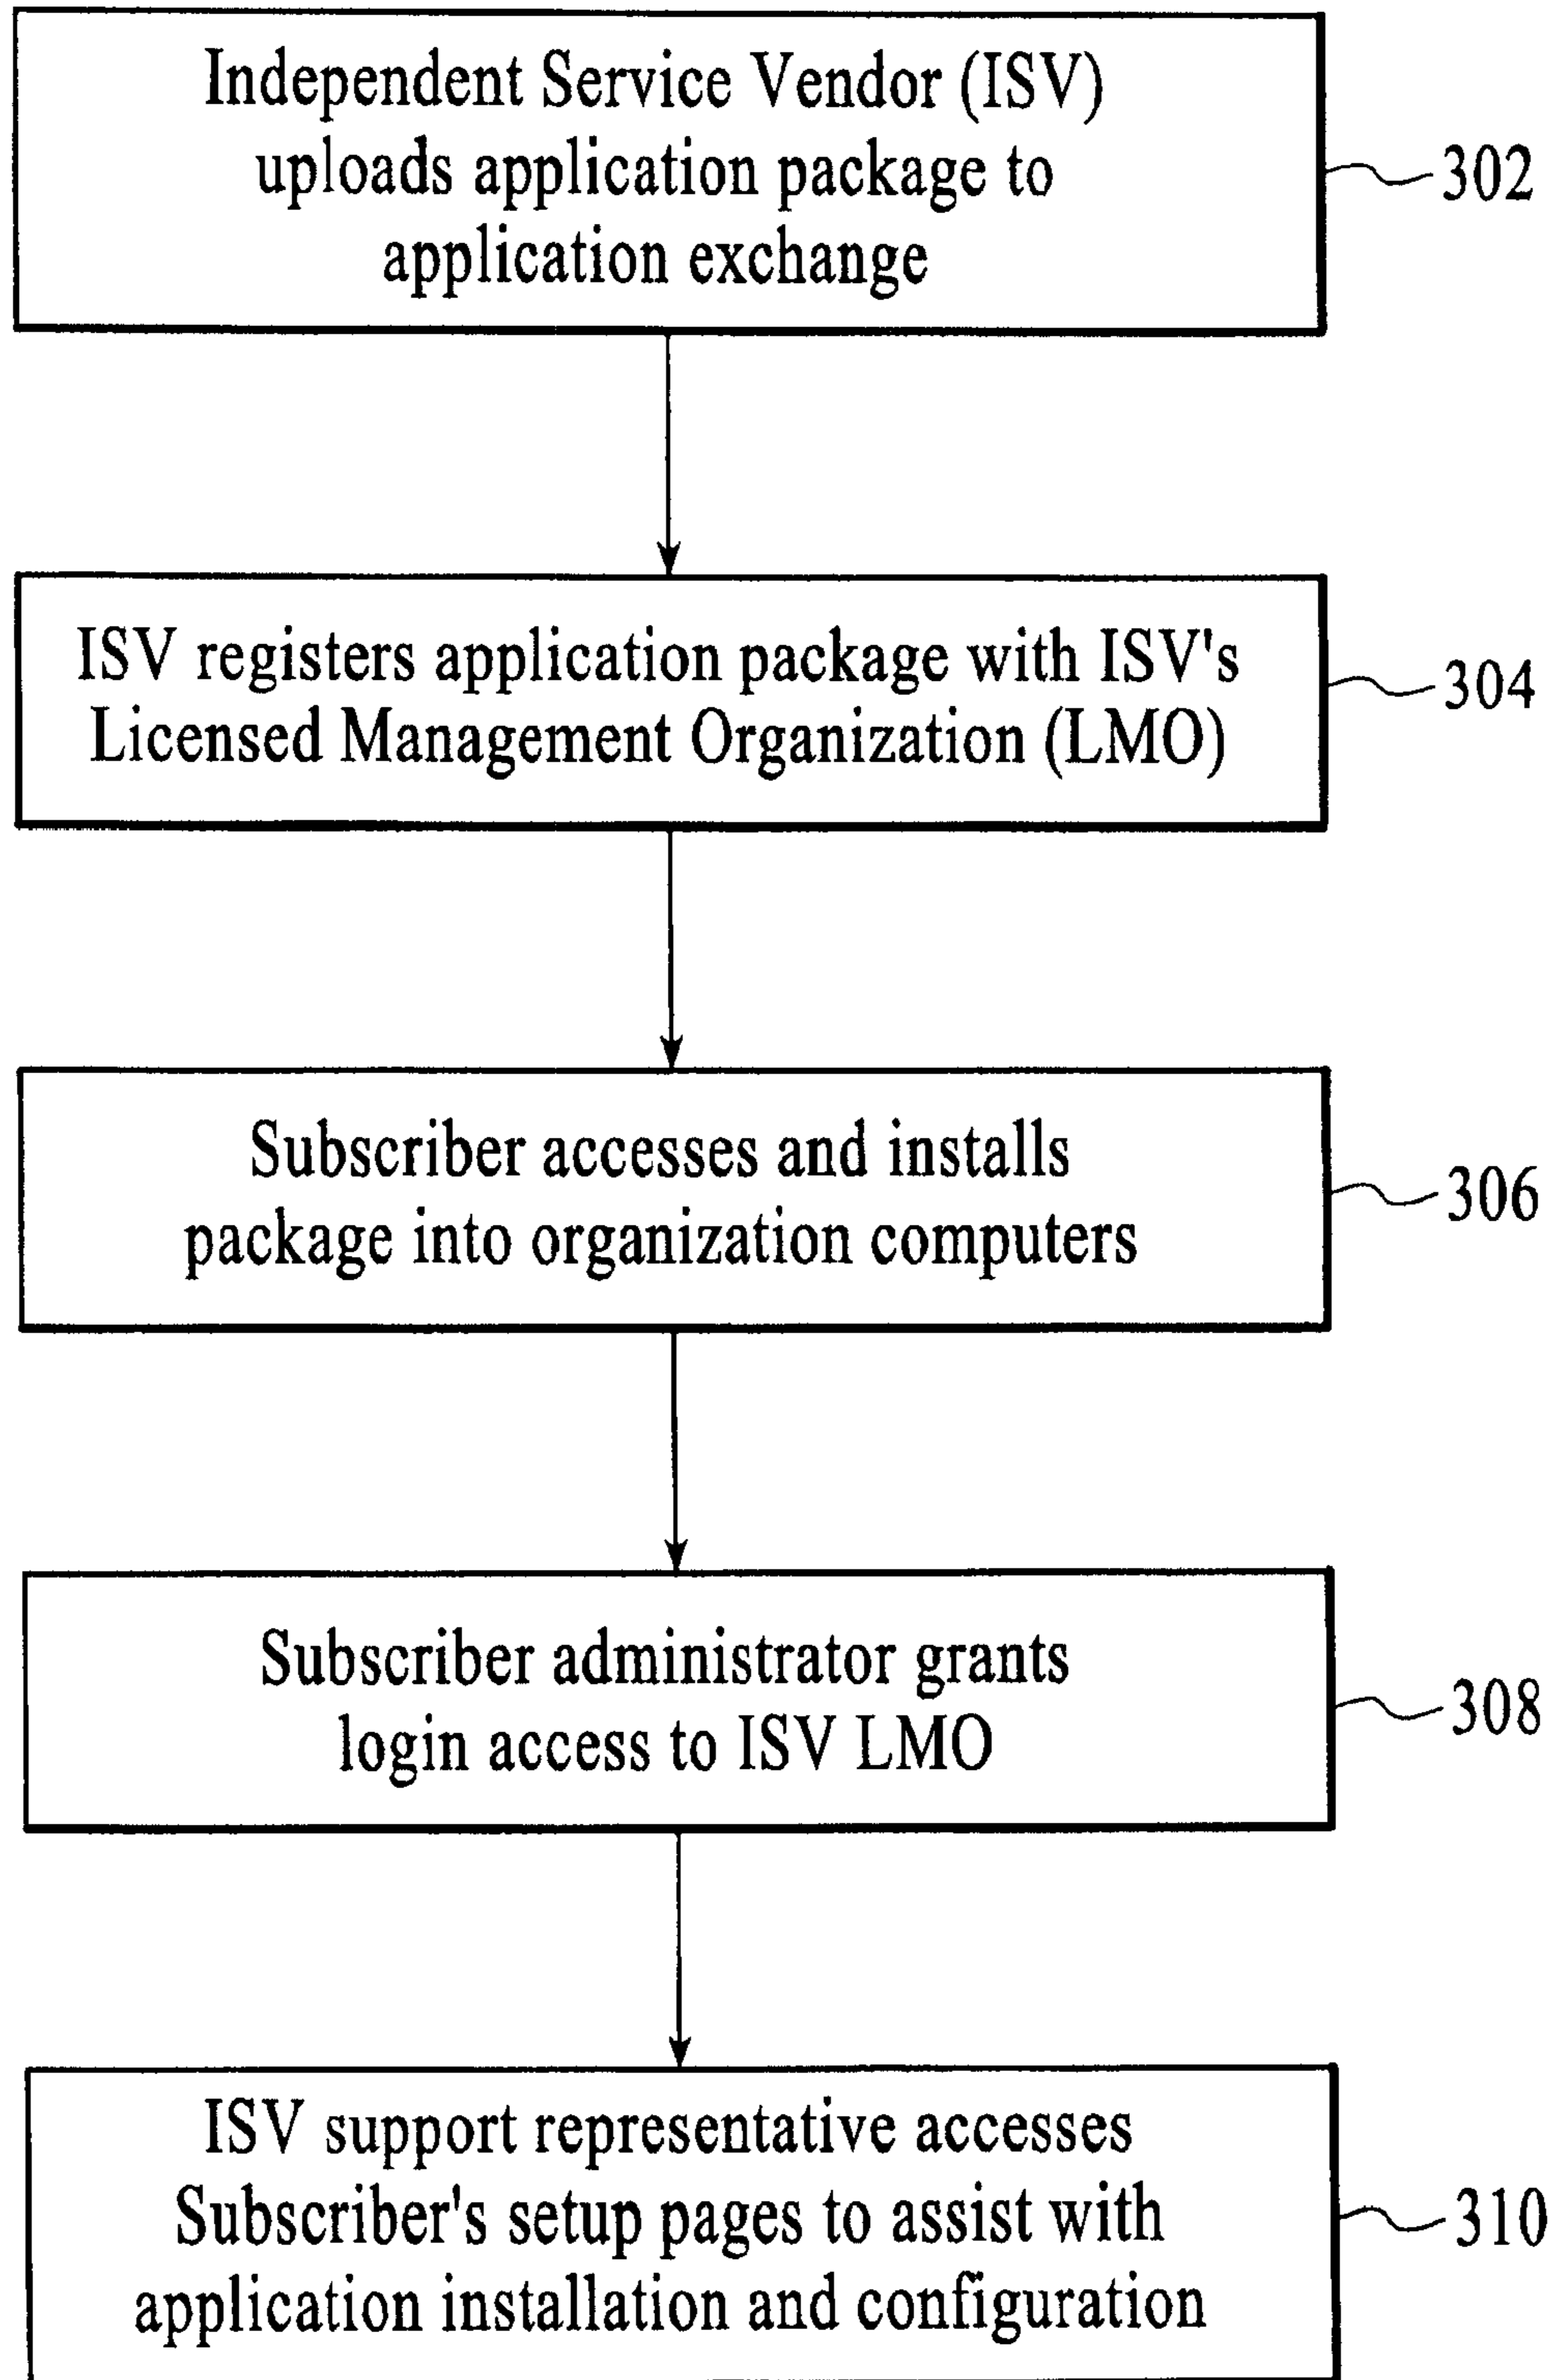 Independent Service Vendor (ISV)
uploads application package to
application exchange
302
ISV registers application package with ISV's
Licensed Management Organization (LMO)
304
Subscriber accesses and installs
package into organization computers
306
Subscriber administrator grants
login access to ISV LMO
308
ISV support representative accesses
Subscriber's setup pages to assist with
application installation and configuration
310